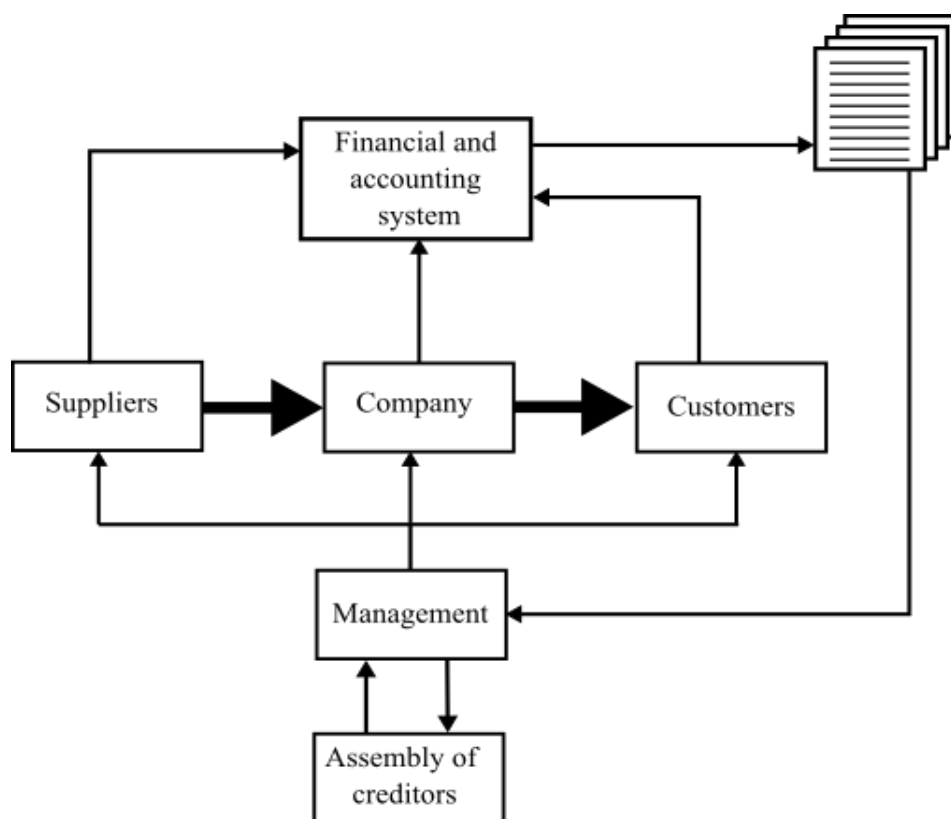 Financial and
accounting
system
Suppliers
Company
Customers
Management
Assembly of
creditors